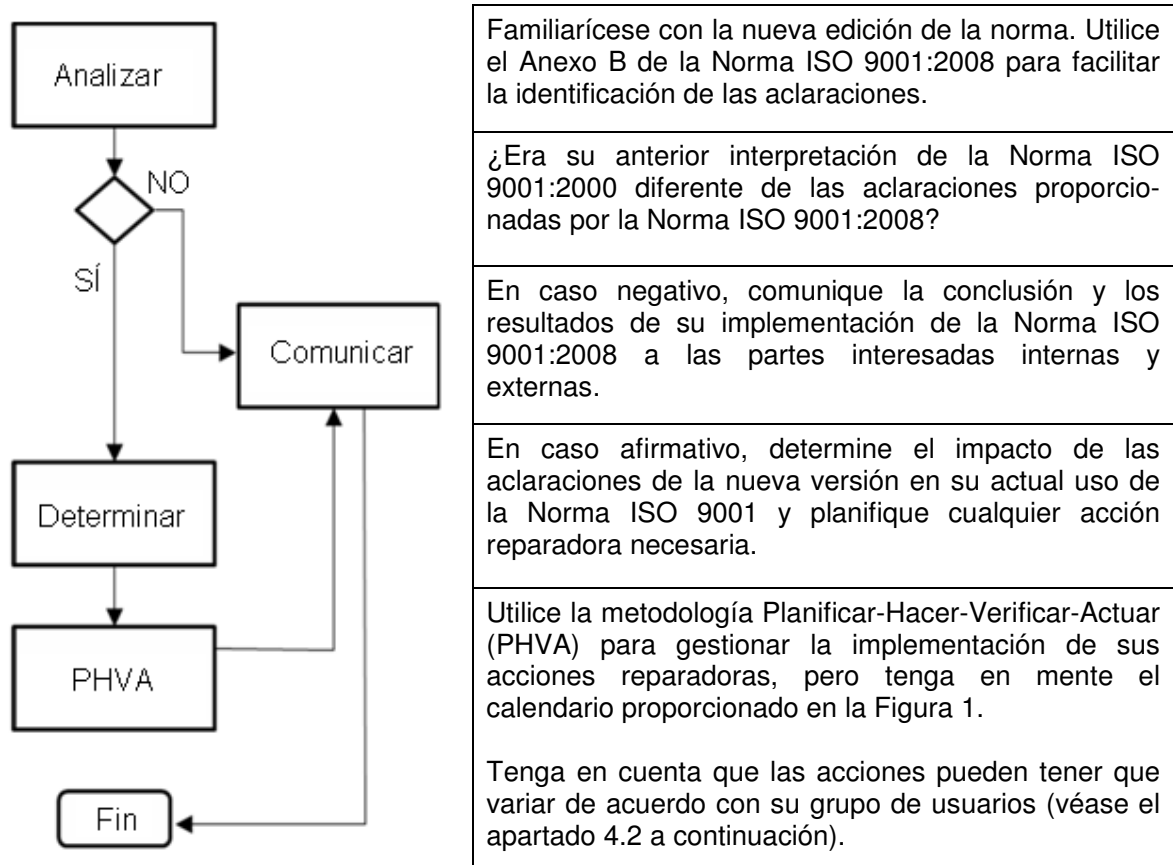 Analizar
NO
SÍ
Comunicar
Determinar
PHVA
Fin
Familiarícese con la nueva edición de la norma. Utilice
el Anexo B de la Norma ISO 9001:2008 para facilitar
la identificación de las aclaraciones.
¿Era su anterior interpretación de la Norma ISO
9001:2000 diferente de las aclaraciones proporcio-
nadas por la Norma ISO 9001:2008?
En caso negativo, comunique la conclusión y los
resultados de su implementación de la Norma ISO
9001:2008 a las partes interesadas internas y
externas.
En caso afirmativo, determine el impacto de las
aclaraciones de la nueva versión en su actual uso de
la Norma ISO 9001 y planifique cualquier acción
reparadora necesaria.
Utilice la metodología Planificar-Hacer-Verificar-Actuar
(PHVA) para gestionar la implementación de sus
acciones reparadoras, pero tenga en mente el
calendario proporcionado en la Figura 1.
Tenga en cuenta que las acciones pueden tener que
variar de acuerdo con su grupo de usuarios (véase el
apartado 4.2 a continuación).